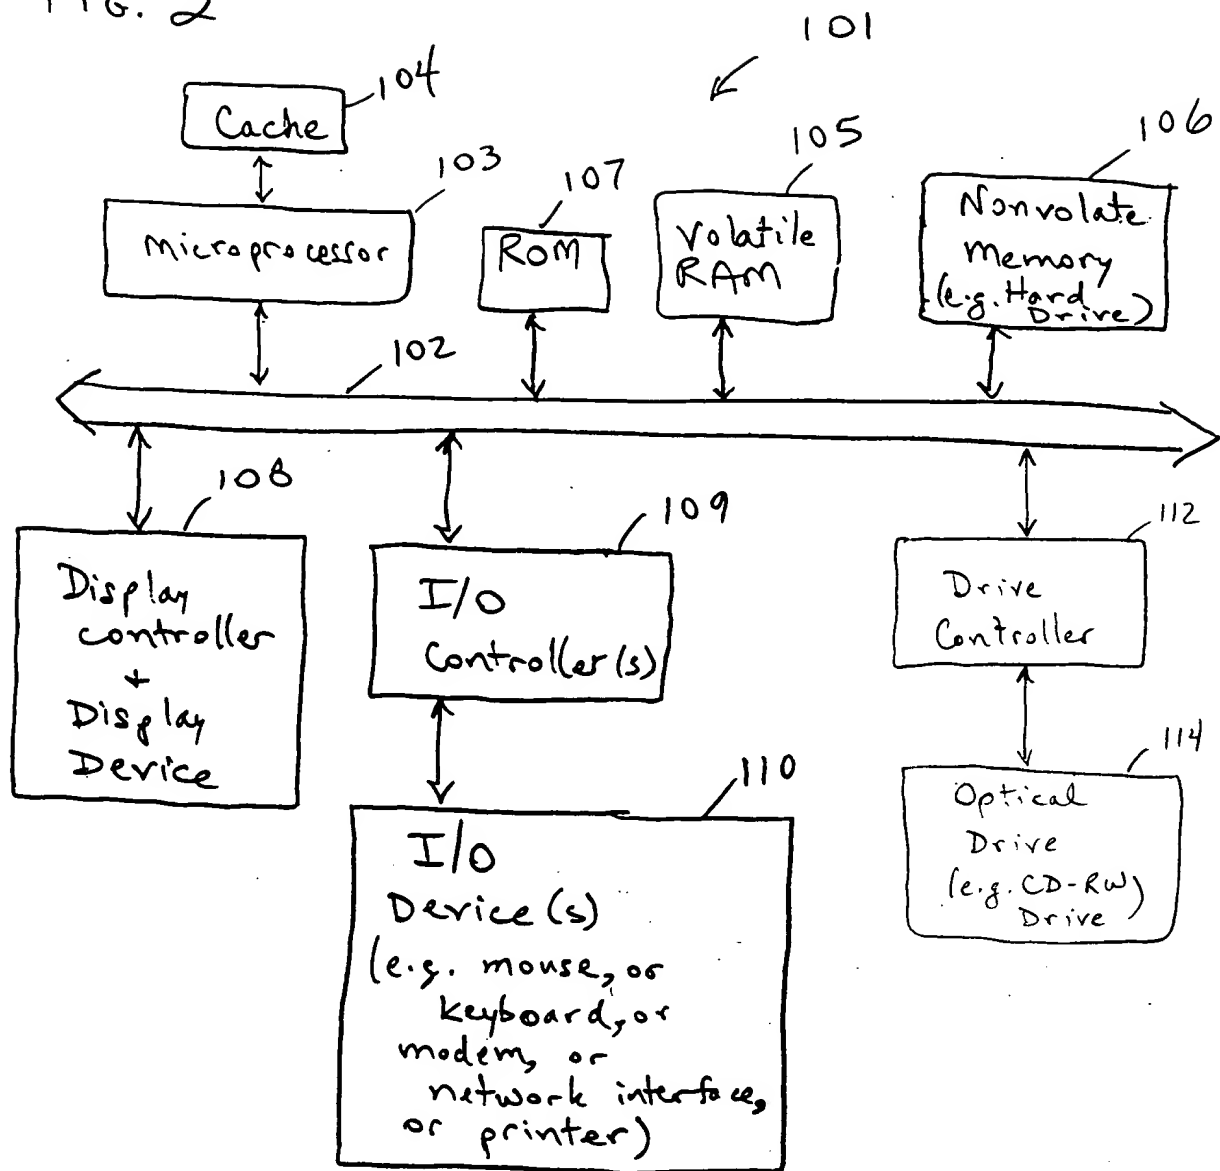 FIG. 2
101
104
Cache
103
Microprocessor
107
ROM
105
Volatile
RAM
106
Nonvolate
Memory
(e.g. Hard
Drive)
102
108
Display
controller
+
Display
Device
109
I/O
Controller(s)
112
Drive
Controller
110
I/O
Device(s)
(e.g. mouse, or
keyboard, or
modem, or
network interface,
or printer)
114
Optical
Drive
(e.g. CD-RW)
Drive